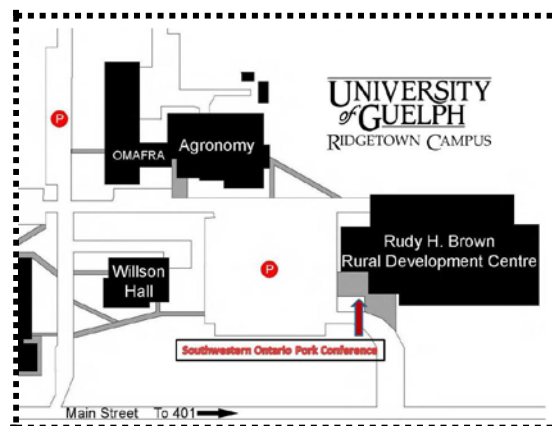 UNIVERSITY
of GUELPH
RIDGETOWN CAMPUS
P
OMAFRA
Agronomy
Rudy H. Brown
Rural Development Centre
Willson
Hall
P
Southwestern Ontario Pork Conference
Main Street To 401